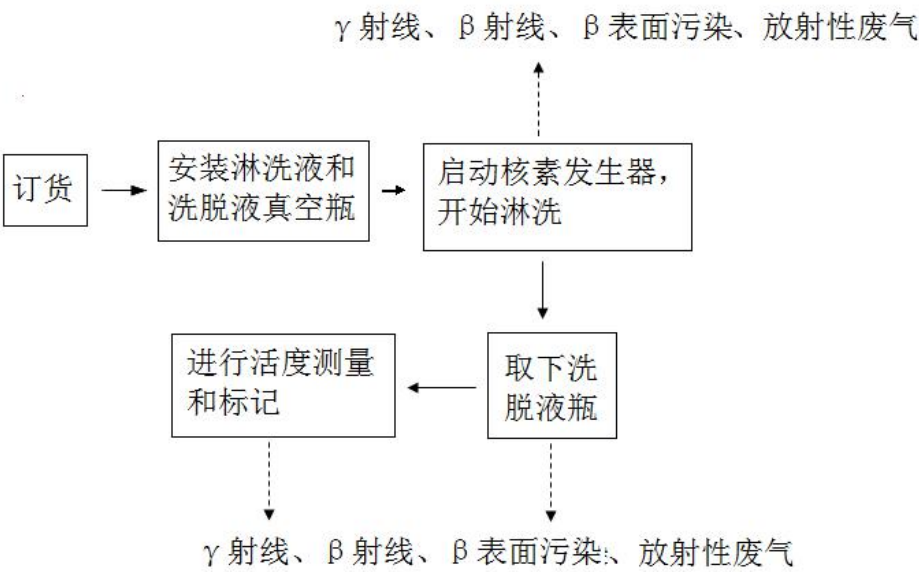 γ射线、β射线、β表面污染、放射性废气
订货
安装淋洗液和
洗脱液真空瓶
启动核素发生器，
开始淋洗
进行活度测量
和标记
取下洗
脱液瓶
γ射线、β射线、β表面污染、放射性废气